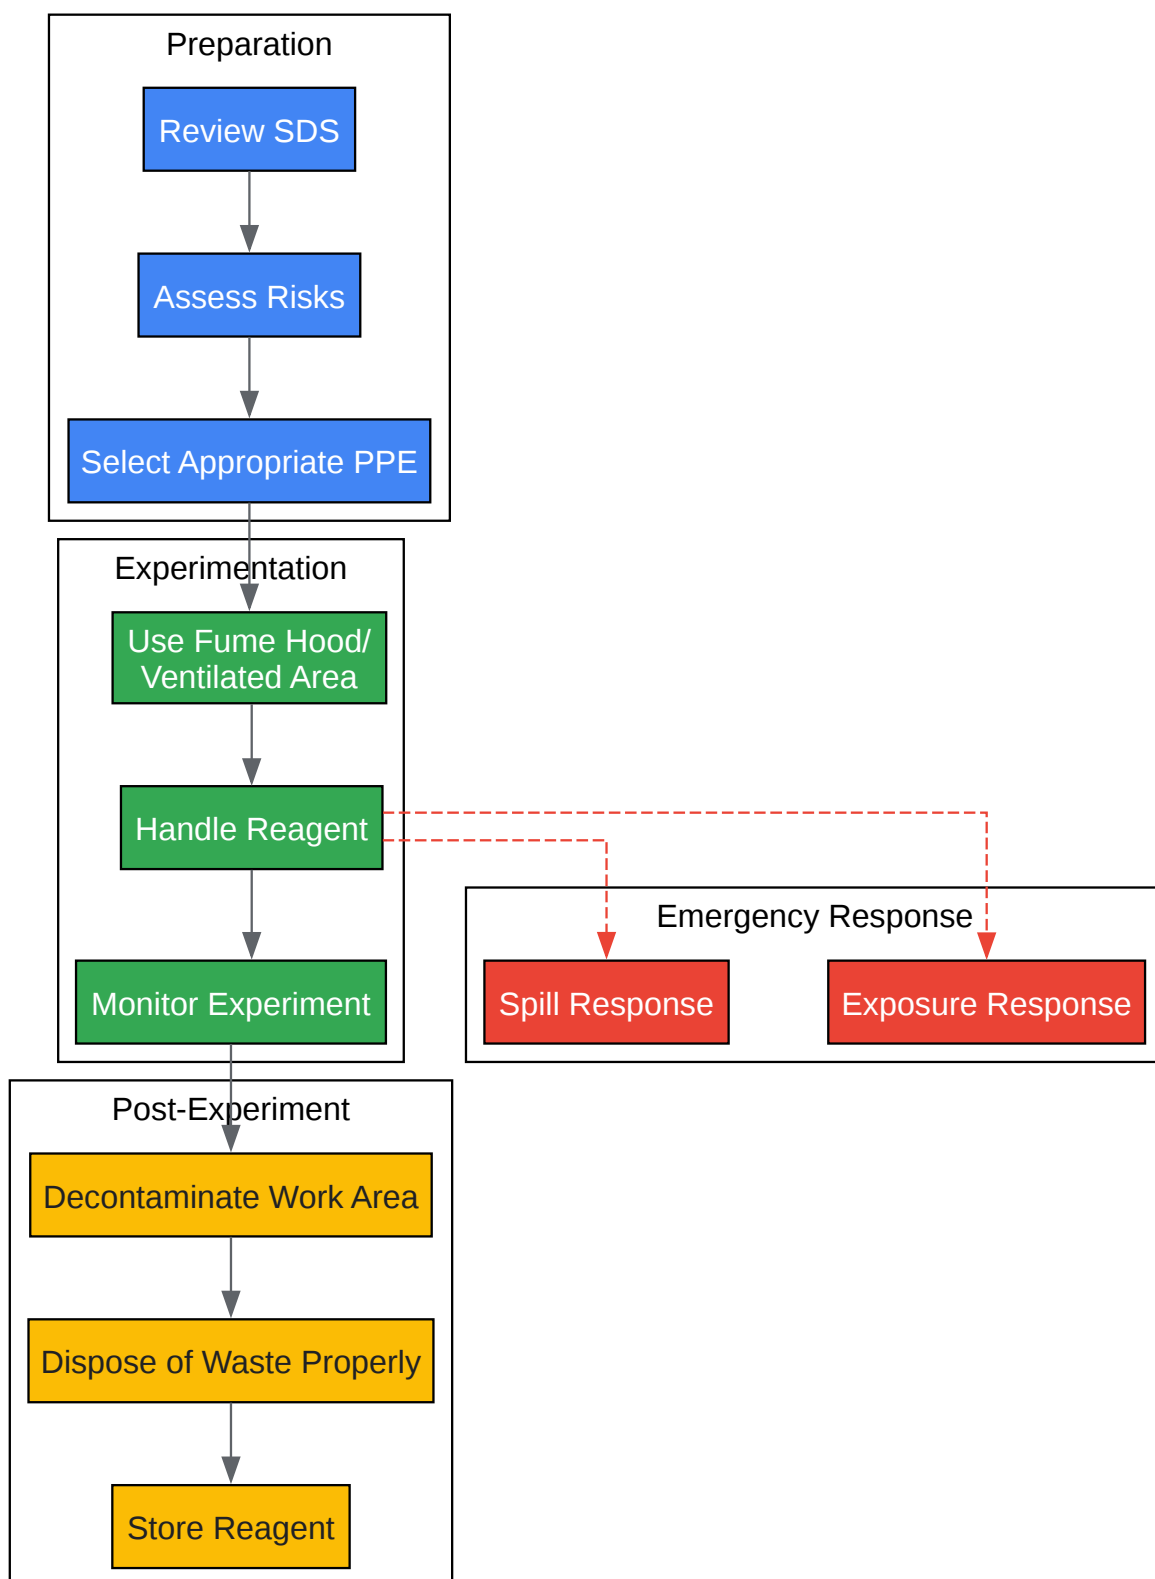 Preparation
Review SDS
Assess Risks
Select Appropriate PPE
Experimentation
Use Fume Hood/
Ventilated Area
Handle Reagent
Monitor Experiment
Emergency Response
Spill Response
Exposure Response
Post-Experiment
Decontaminate Work Area
Dispose of Waste Properly
Store Reagent